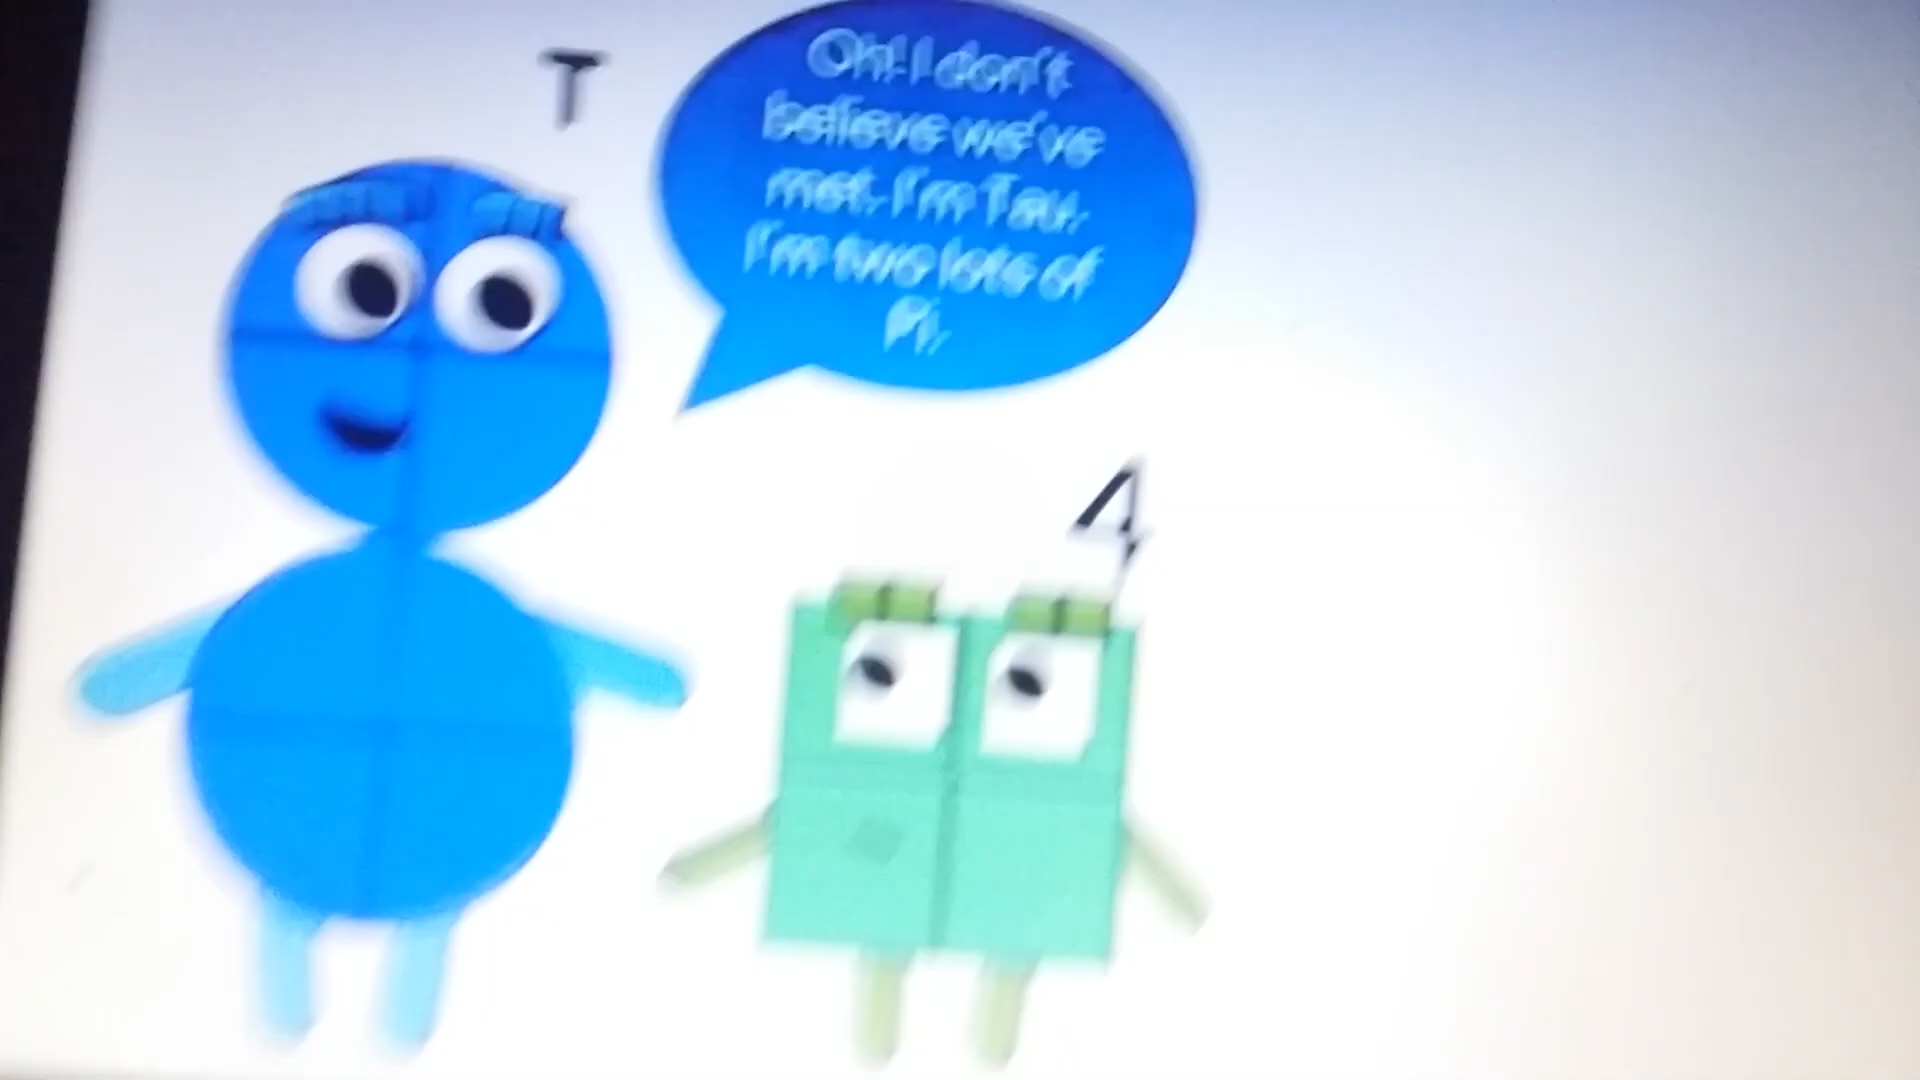 T
Oh! I don't
believe we've
met. I'm Tau.
I'm two lots of
Pi.
4